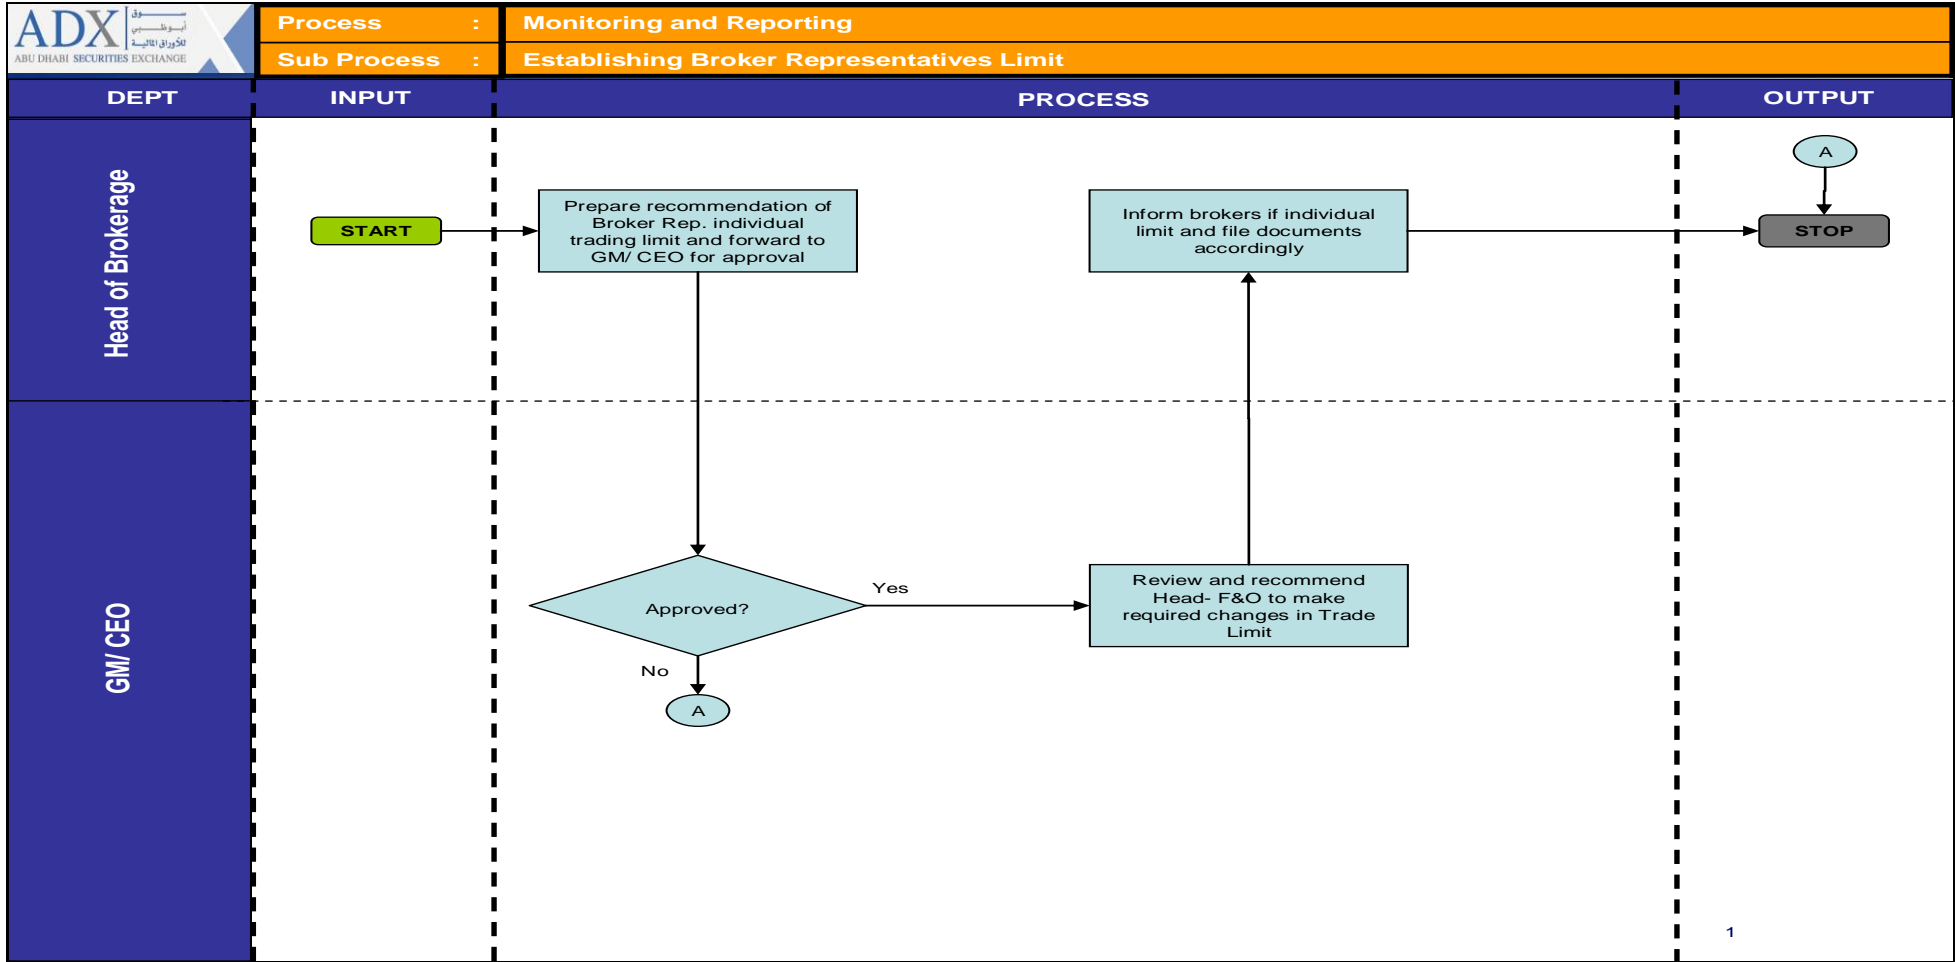 ADX
سوق
أبوظبي
للأوراق المالية
ABU DHABI SECURITIES EXCHANGE
Process : Monitoring and Reporting
Sub Process : Establishing Broker Representatives Limit
DEPT
INPUT
PROCESS
OUTPUT
Head of Brokerage
START
Prepare recommendation of
Broker Rep. individual
trading limit and forward to
GM/ CEO for approval
Inform brokers if individual
limit and file documents
accordingly
A
STOP
GM/ CEO
Approved?
Yes
Review and recommend
Head- F&O to make
required changes in Trade
Limit
No
A
1